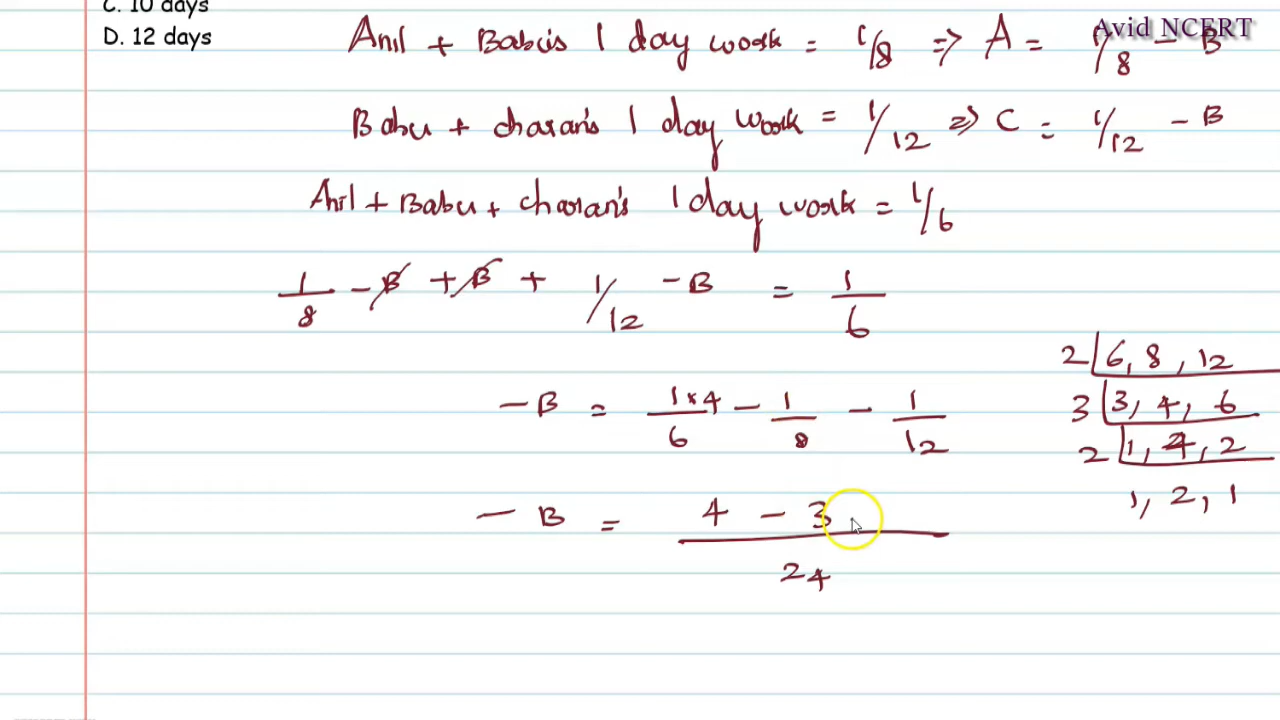 C. 10 days
D. 12 days
Avid NCERT
Anil + Babu's 1 day work = 1/8 => A = 1/8 - B
Babu + charan's 1 day work = 1/12 => C = 1/12 - B
Anil + Babu + charan's 1 day work = 1/6
1/8 - B + B + 1/12 - B = 1/6
- B = 1×4/6 - 1/8 - 1/12
- B = 4 - 3 / 24
2 | 6, 8, 12
3 | 3, 4, 6
2 | 1, 4, 2
1, 2, 1